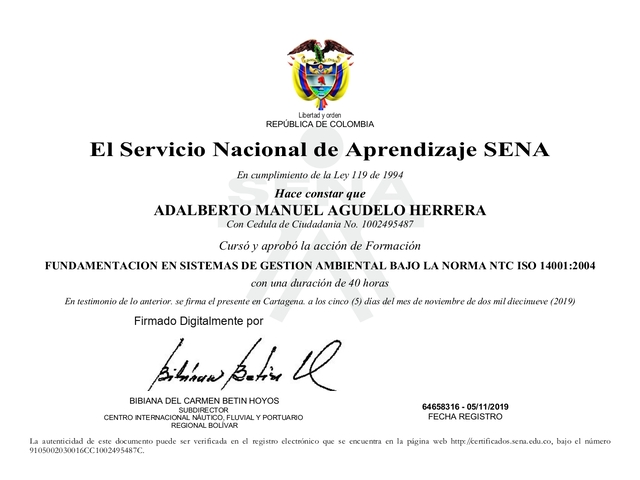 Libertad y orden
REPÚBLICA DE COLOMBIA
El Servicio Nacional de Aprendizaje SENA
En cumplimiento de la Ley 119 de 1994
Hace constar que
ADALBERTO MANUEL AGUDELO HERRERA
Con Cedula de Ciudadania No. 1002495487
Cursó y aprobó la acción de Formación
FUNDAMENTACION EN SISTEMAS DE GESTION AMBIENTAL BAJO LA NORMA NTC ISO 14001:2004
con una duración de 40 horas
En testimonio de lo anterior. se firma el presente en Cartagena. a los cinco (5) días del mes de noviembre de dos mil diecinueve (2019)
SENA
Firmado Digitalmente por
Bibiana Betin H
BIBIANA DEL CARMEN BETIN HOYOS
SUBDIRECTOR
CENTRO INTERNACIONAL NÁUTICO, FLUVIAL Y PORTUARIO
REGIONAL BOLÍVAR
64658316 - 05/11/2019
FECHA REGISTRO
La autenticidad de este documento puede ser verificada en el registro electrónico que se encuentra en la página web http://certificados.sena.edu.co, bajo el número
9105002030016CC1002495487C.